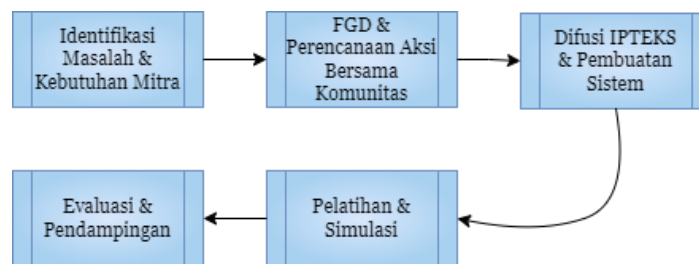 Identifikasi
Masalah &
Kebutuhan Mitra
FGD &
Perencanaan Aksi
Bersama
Komunitas
Difusi IPTEKS
& Pembuatan
Sistem
Pelatihan &
Simulasi
Evaluasi &
Pendampingan